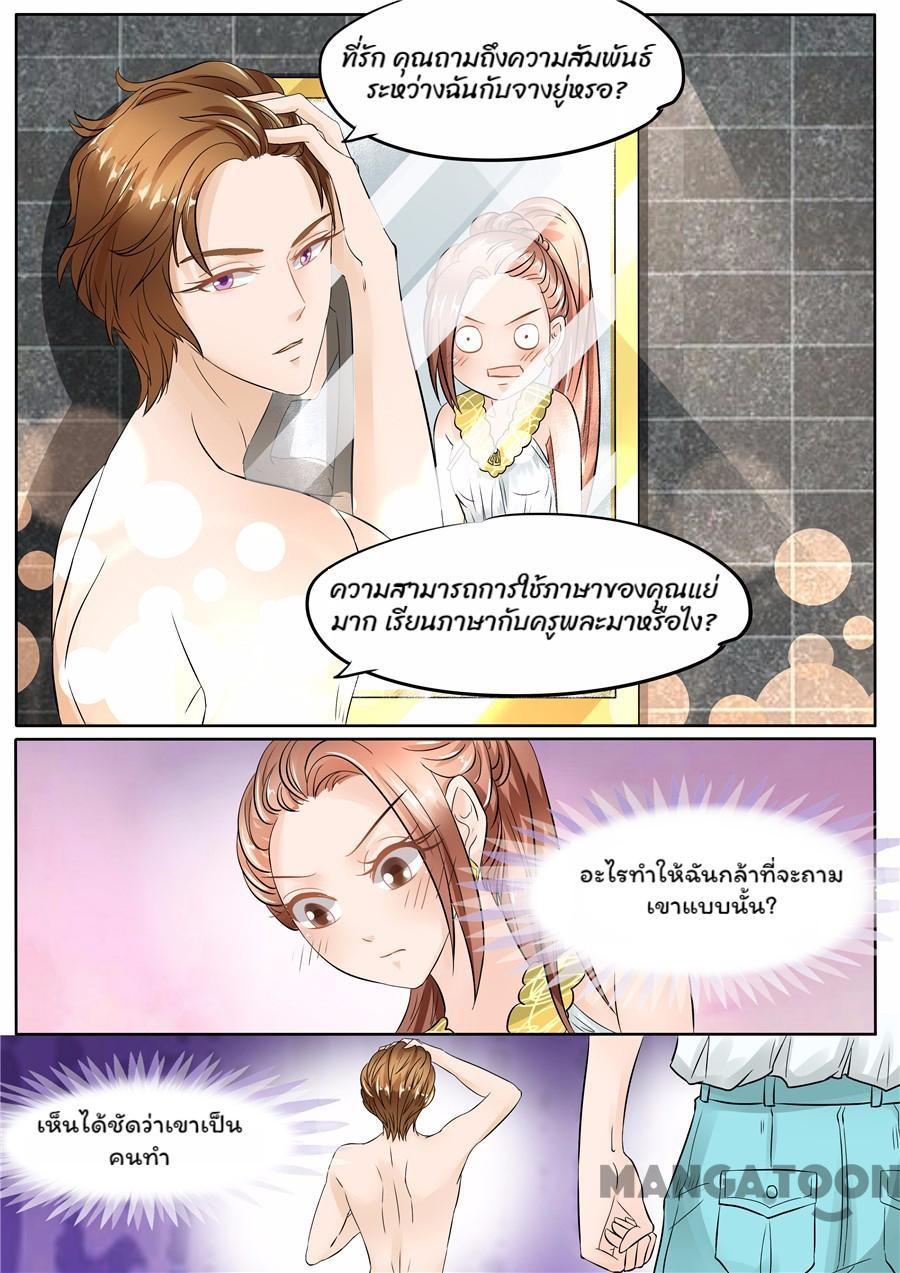 ที่รัก คุณถามถึงความสัมพันธ์
ระหว่างฉันกับจางยู่หรอ?
ความสามารถการใช้ภาษาของคุณแย่
มาก เรียนภาษากับครูพละมาหรือไง?
อะไรทำให้ฉันกล้าที่จะถาม
เขาแบบนั้น?
เห็นได้ชัดว่าเขาเป็น
คนทำ
MANGATOON